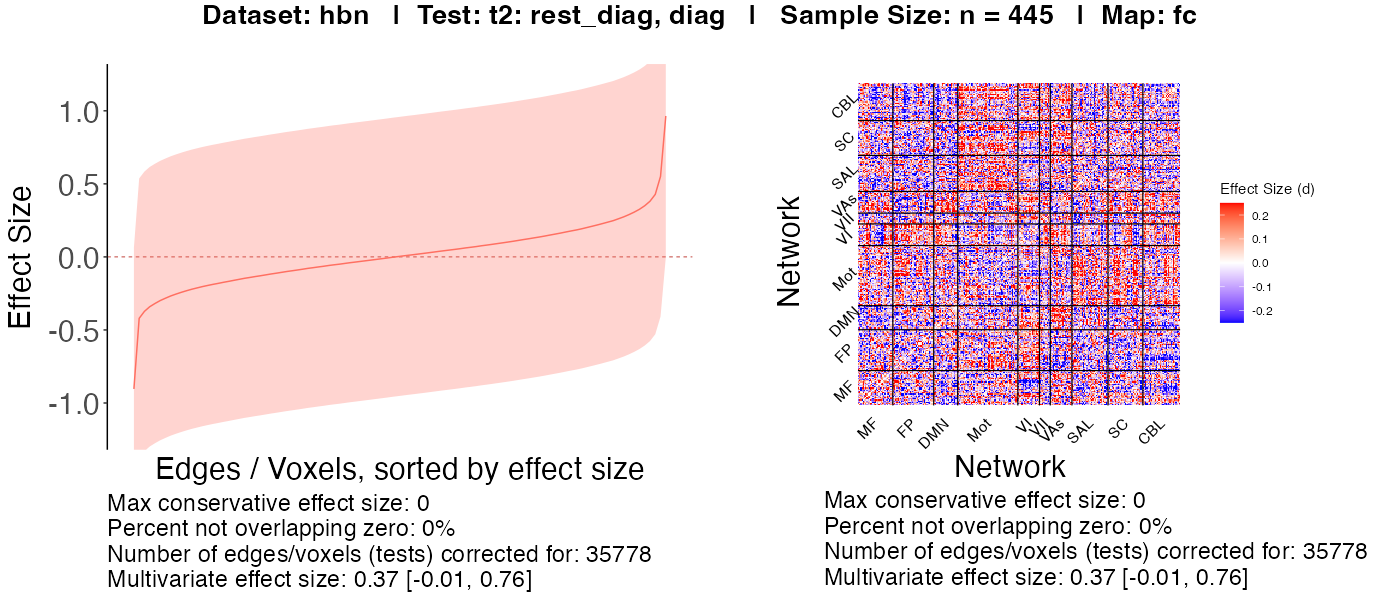 Dataset: hbn | Test: t2: rest_diag, diag | Sample Size: n = 445 | Map: fc
Effect Size
1.0
0.5
0.0
-0.5
-1.0
Edges / Voxels, sorted by effect size
Max conservative effect size: 0
Percent not overlapping zero: 0%
Number of edges/voxels (tests) corrected for: 35778
Multivariate effect size: 0.37 [-0.01, 0.76]
Network
CBL
SC
SAL
VAs
VII
VI
Mot
DMN
FP
MF
MF
FP
DMN
Mot
VI
VII
VAs
SAL
SC
CBL
Network
Effect Size (d)
0.2
0.1
0.0
-0.1
-0.2
Max conservative effect size: 0
Percent not overlapping zero: 0%
Number of edges/voxels (tests) corrected for: 35778
Multivariate effect size: 0.37 [-0.01, 0.76]